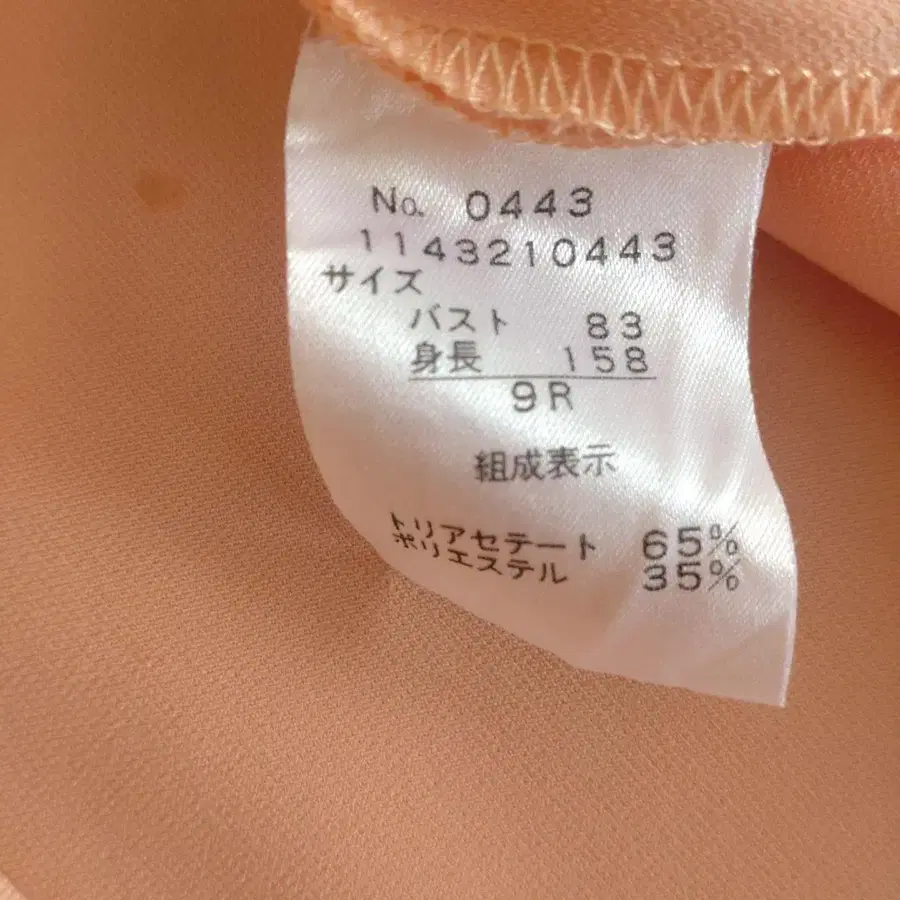 No. 0443
1143210443
サイズ
バスト 83
身長 158
9R
組成表示
トリアセテート 65%
ポリエステル 35%